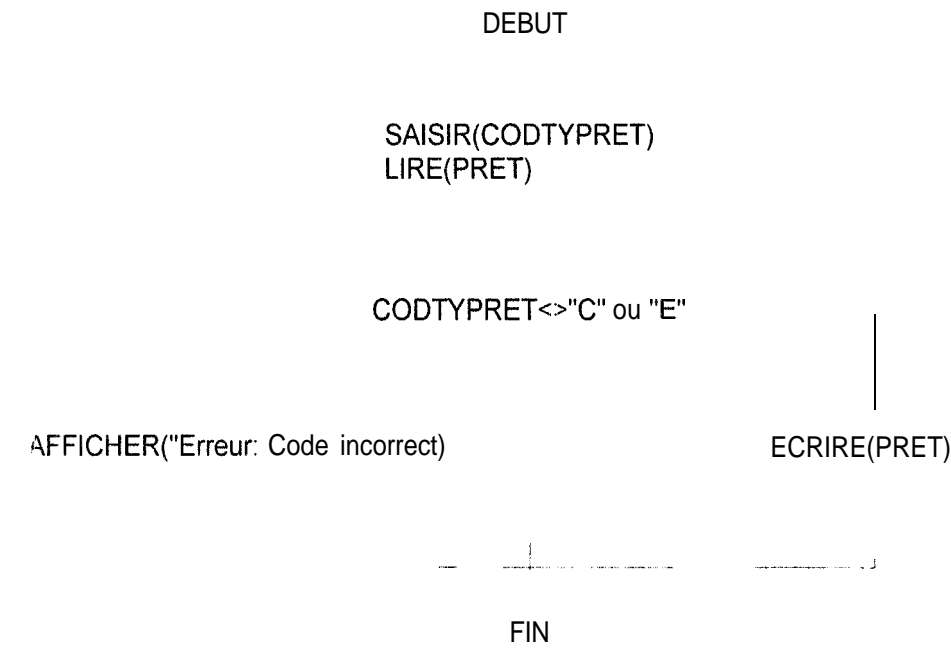 DEBUT
SAISIR(CODTYPRET)
LIRE(PRET)
CODTYPRET<>"C" ou "E"
AFFICHER("Erreur: Code incorrect)
ECRIRE(PRET)
FIN